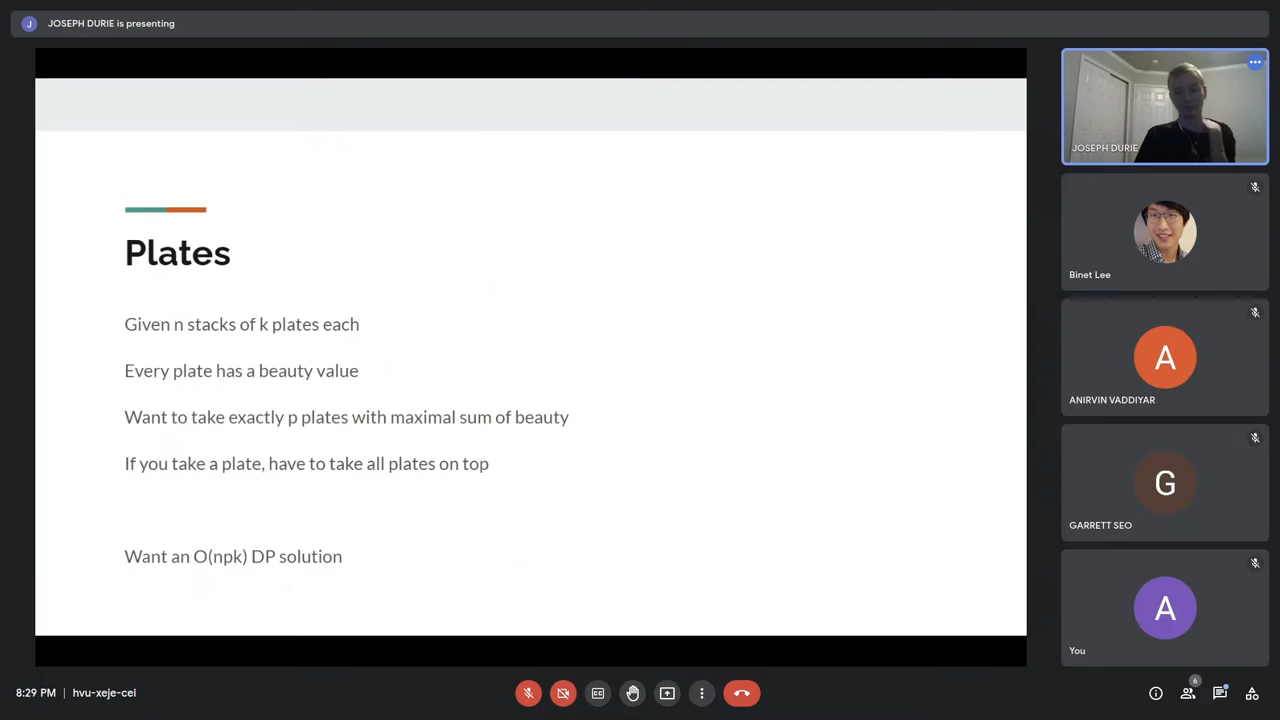 J JOSEPH DURIE is presenting
Plates
Given n stacks of k plates each
Every plate has a beauty value
Want to take exactly p plates with maximal sum of beauty
If you take a plate, have to take all plates on top
Want an O(npk) DP solution
JOSEPH DURIE
Binet Lee
A
ANIRVIN VADDIYAR
G
GARRETT SEO
A
You
8:29 PM | hvu-xeje-cei
CC
6